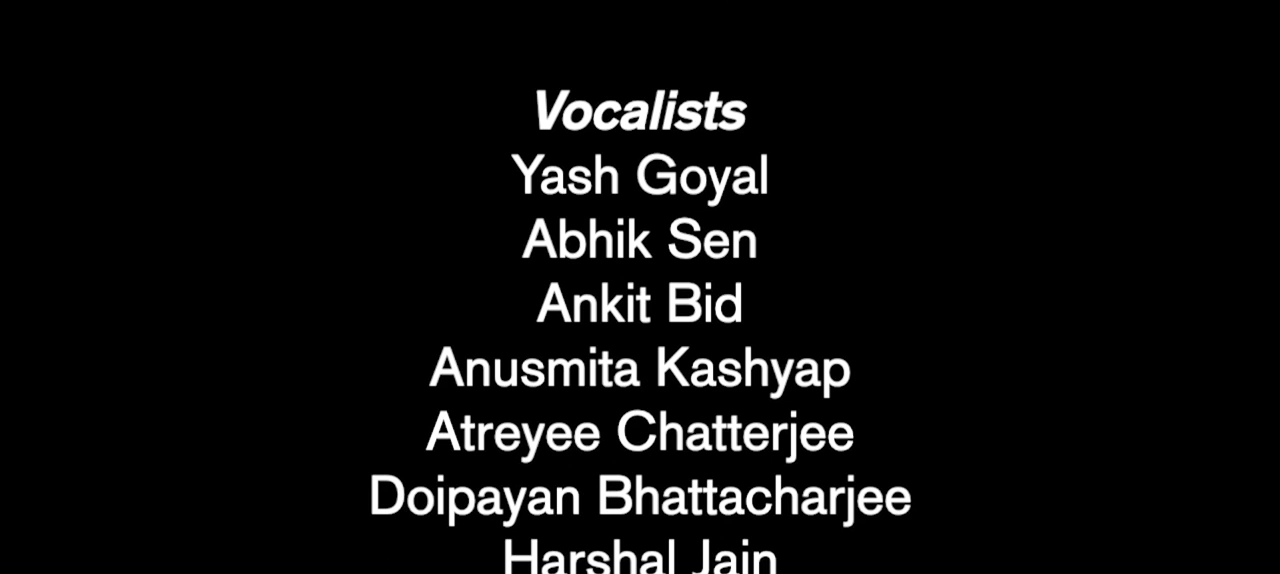 Vocalists
Yash Goyal
Abhik Sen
Ankit Bid
Anusmita Kashyap
Atreyee Chatterjee
Doipayan Bhattacharjee
Harshal Jain